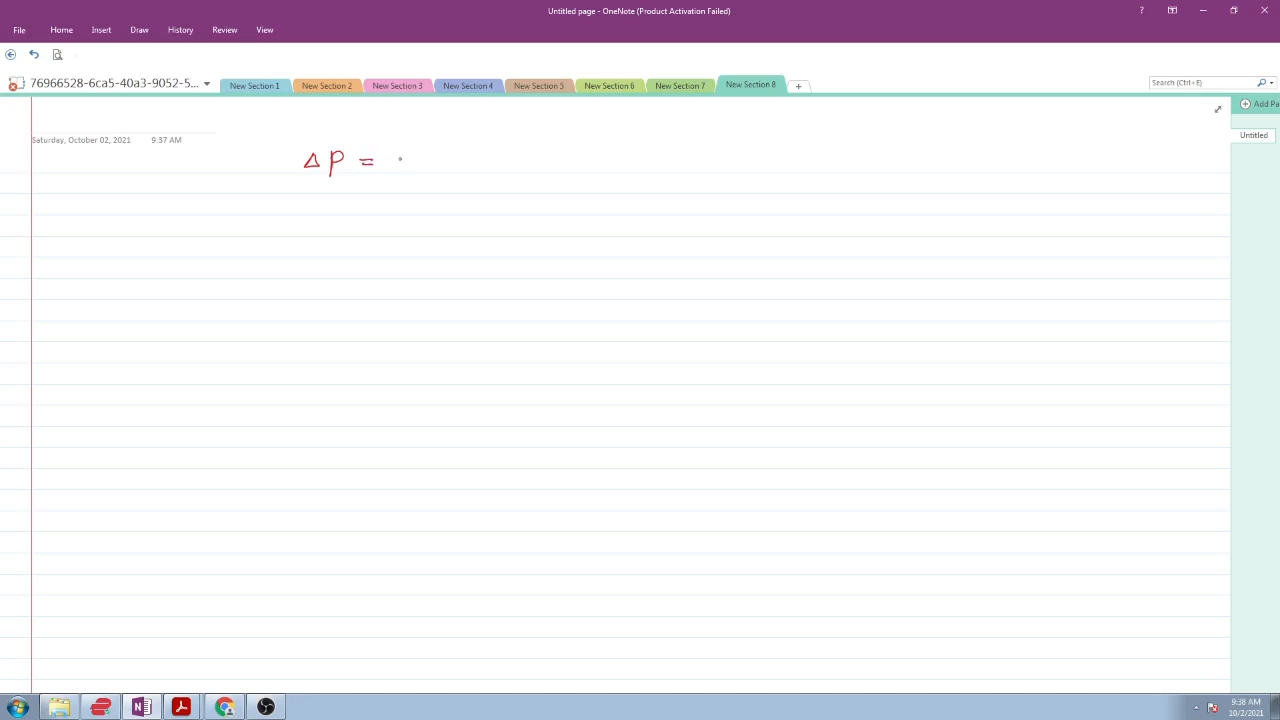 Untitled page - OneNote (Product Activation Failed)
?
File Home Insert Draw History Review View
76966528-6ca5-40a3-9052-5... New Section 1 New Section 2 New Section 3 New Section 4 New Section 5 New Section 6 New Section 7 New Section 8 + Search (Ctrl+E)
Add Pa
Untitled
Saturday, October 02, 2021 9:37 AM
Δ P =
9:38 AM
10/2/2021